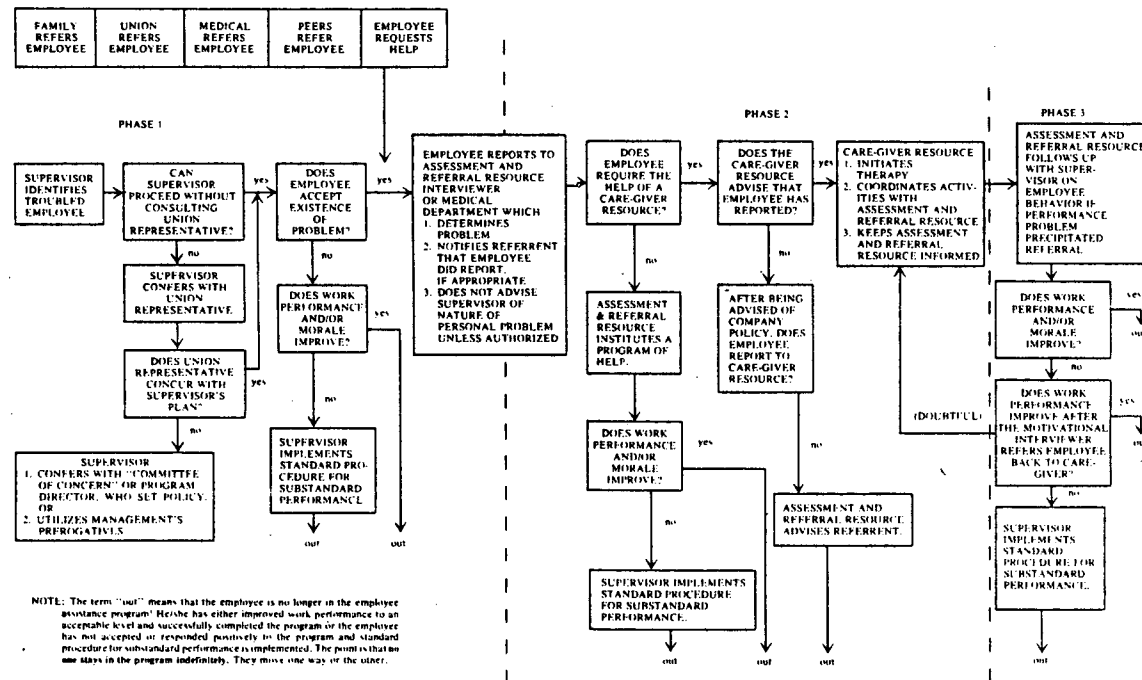 FAMILY
REFERS
EMPLOYEE
UNION
REFERS
EMPLOYEE
MEDICAL
REFERS
EMPLOYEE
PEERS
REFER
EMPLOYEE
EMPLOYEE
REQUESTS
HELP
PHASE 1
SUPERVISOR
IDENTIFIES
TROUBLED
EMPLOYEE
CAN
SUPERVISOR
PROCEED WITHOUT
CONSULTING
UNION
REPRESENTATIVE?
yes
no
SUPERVISOR
CONFERS WITH
UNION
REPRESENTATIVE
DOES UNION
REPRESENTATIVE
CONCUR WITH
SUPERVISOR'S
PLAN?
yes
no
SUPERVISOR
1. CONFERS WITH "COMMITTEE
OF CONCERN" OR PROGRAM
DIRECTOR, WHO SET POLICY.
OR
2. UTILIZES MANAGEMENT'S
PREROGATIVES
DOES
EMPLOYEE
ACCEPT
EXISTENCE
OF
PROBLEM?
yes
no
DOES WORK
PERFORMANCE
AND/OR
MORALE
IMPROVE?
yes
no
SUPERVISOR
IMPLEMENTS
STANDARD PRO-
CEDURE FOR
SUBSTANDARD
PERFORMANCE
out
out
EMPLOYEE REPORTS TO
ASSESSMENT AND
REFERRAL RESOURCE
INTERVIEWER
OR MEDICAL
DEPARTMENT WHICH
1. DETERMINES
PROBLEM
2. NOTIFIES REFERRENT
THAT EMPLOYEE
DID REPORT,
IF APPROPRIATE
3. DOES NOT ADVISE
SUPERVISOR OF
NATURE OF
PERSONAL PROBLEM
UNLESS AUTHORIZED
PHASE 2
DOES
EMPLOYEE
REQUIRE THE
HELP OF A
CARE-GIVER
RESOURCE?
yes
no
ASSESSMENT
& REFERRAL
RESOURCE
INSTITUTES
A PROGRAM OF
HELP.
DOES WORK
PERFORMANCE
AND/OR
MORALE
IMPROVE?
yes
no
SUPERVISOR IMPLEMENTS
STANDARD PROCEDURE
FOR SUBSTANDARD
PERFORMANCE.
out
out
DOES THE
CARE-GIVER
RESOURCE
ADVISE THAT
EMPLOYEE HAS
REPORTED?
yes
no
AFTER BEING
ADVISED OF
COMPANY
POLICY, DOES
EMPLOYEE
REPORT TO
CARE-GIVER
RESOURCE?
no
ASSESSMENT AND
REFERRAL RESOURCE
ADVISES REFERRENT.
out
CARE-GIVER RESOURCE
1. INITIATES
THERAPY
2. COORDINATES ACTIV-
ITIES WITH
ASSESSMENT AND
REFERRAL RESOURCE
3. KEEPS ASSESSMENT
AND REFERRAL
RESOURCE INFORMED
(DOUBTFUL)
PHASE 3
ASSESSMENT AND
REFERRAL RESOURCE
FOLLOWS UP
WITH SUPER-
VISOR ON
EMPLOYEE
BEHAVIOR IF
PERFORMANCE
PROBLEM
PRECIPITATED
REFERRAL
DOES WORK
PERFORMANCE
AND/OR
MORALE
IMPROVE?
yes
out
no
DOES WORK
PERFORMANCE
IMPROVE AFTER
THE MOTIVATIONAL
INTERVIEWER
REFERS EMPLOYEE
BACK TO CARE-
GIVER?
yes
out
no
SUPERVISOR
IMPLEMENTS
STANDARD
PROCEDURE FOR
SUBSTANDARD
PERFORMANCE.
out
NOTE: The term "out" means that the employee is no longer in the employee
assistance program! He/she has either improved work performance to an
acceptable level and successfully completed the program or the employee
has not accepted or responded positively to the program and standard
procedure for substandard performance is implemented. The point is that no
one stays in the program indefinitely. They move one way or the other.